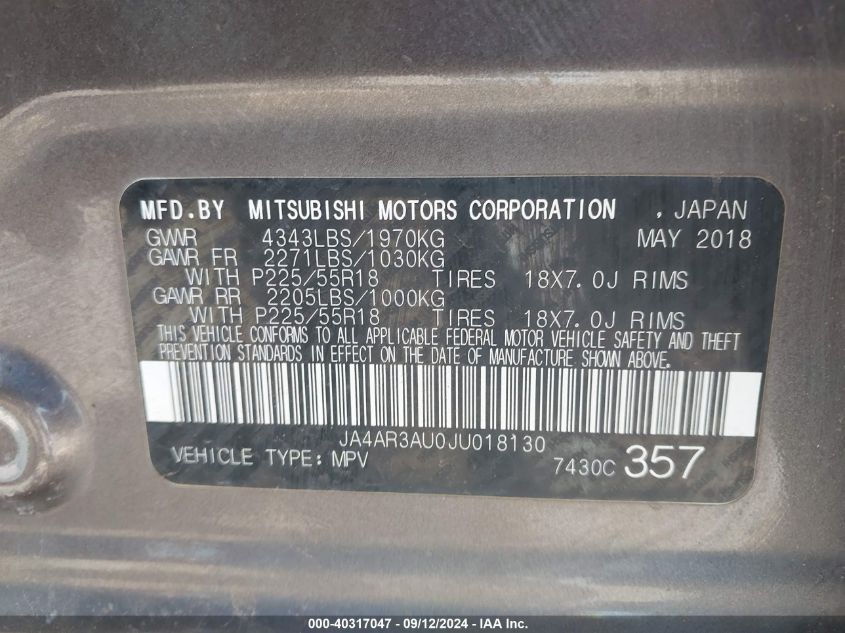 MFD.BY MITSUBISHI MOTORS CORPORATION , JAPAN
GVWR 4343LBS/1970KG MAY 2018
GAWR FR 2271LBS/1030KG
WITH P225/55R18 TIRES 18X7.0J RIMS
GAWR RR 2205LBS/1000KG
WITH P225/55R18 TIRES 18X7.0J RIMS
THIS VEHICLE CONFORMS TO ALL APPLICABLE FEDERAL MOTOR VEHICLE SAFETY AND THEFT
PREVENTION STANDARDS IN EFFECT ON THE DATE OF MANUFACTURE SHOWN ABOVE.
JA4AR3AU0JU018130
VEHICLE TYPE: MPV 7430C 357
000-40317047 - 09/12/2024 - IAA Inc.